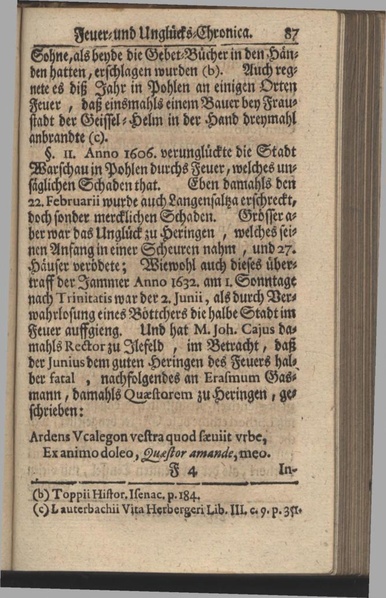 Feuer- und Unglücks-Chronica. 87
Sohne, als beyde die Gebet-Bücher in den Hän-
den hatten, erschlagen wurden (b). Auch reg-
nete es diß Jahr in Pohlen an einigen Orten
Feuer, daß einsmahls einem Bauer bey Frau-
stadt der Geissel-Helm in der Hand dreymahl
anbrandte (c).
§. II. Anno 1606. verunglückte die Stadt
Warschau in Pohlen durchs Feuer, welches un-
säglichen Schaden that. Eben damahls den
22. Februarii wurde auch Langensaltza erschreckt,
doch sonder mercklichen Schaden. Grösser a-
ber war das Unglück zu Heringen, welches sei-
nen Anfang in einer Scheuren nahm, und 27.
Häuser verödete; Wiewohl auch dieses über-
traff der Jammer Anno 1632. am 1. Sonntage
nach Trinitatis war der 2. Junii, als durch Ver-
wahrlosung eines Böttchers die halbe Stadt im
Feuer auffgieng. Und hat M. Joh. Cajus da-
mahls Rector zu Ilefeld, im Betracht, daß
der Junius dem guten Heringen des Feuers hal-
ber fatal, nachfolgendes an Erasmum Gas-
mann, damahls Quæstorem zu Heringen, ge-
schrieben:
Ardens Vcalegon vestra quod sæviit vrbe,
Ex animo doleo, Quæstor amande, meo.
F 4 In-
(b) Toppii Histor. Isenac. p. 184.
(c) Lauterbachii Vita Herbergeri Lib. III. c. 9. p. 351.